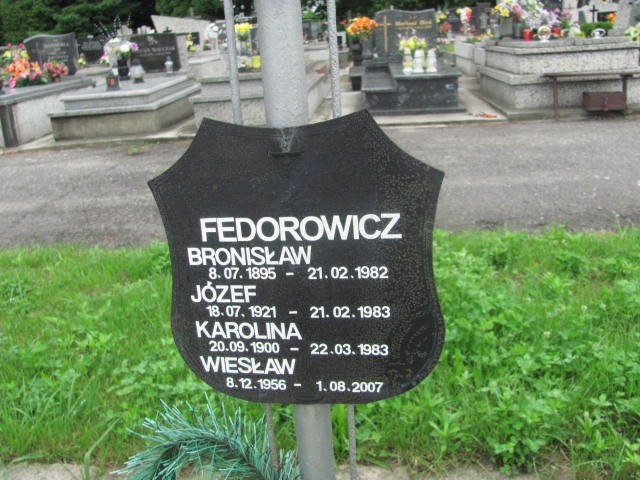 FEDOROWICZ
BRONISŁAW
8.07.1895 – 21.02.1982
JÓZEF
18.07.1921 – 21.02.1983
KAROLINA
20.09.1900 – 22.03.1983
WIESŁAW
8.12.1956 – 1.08.2007